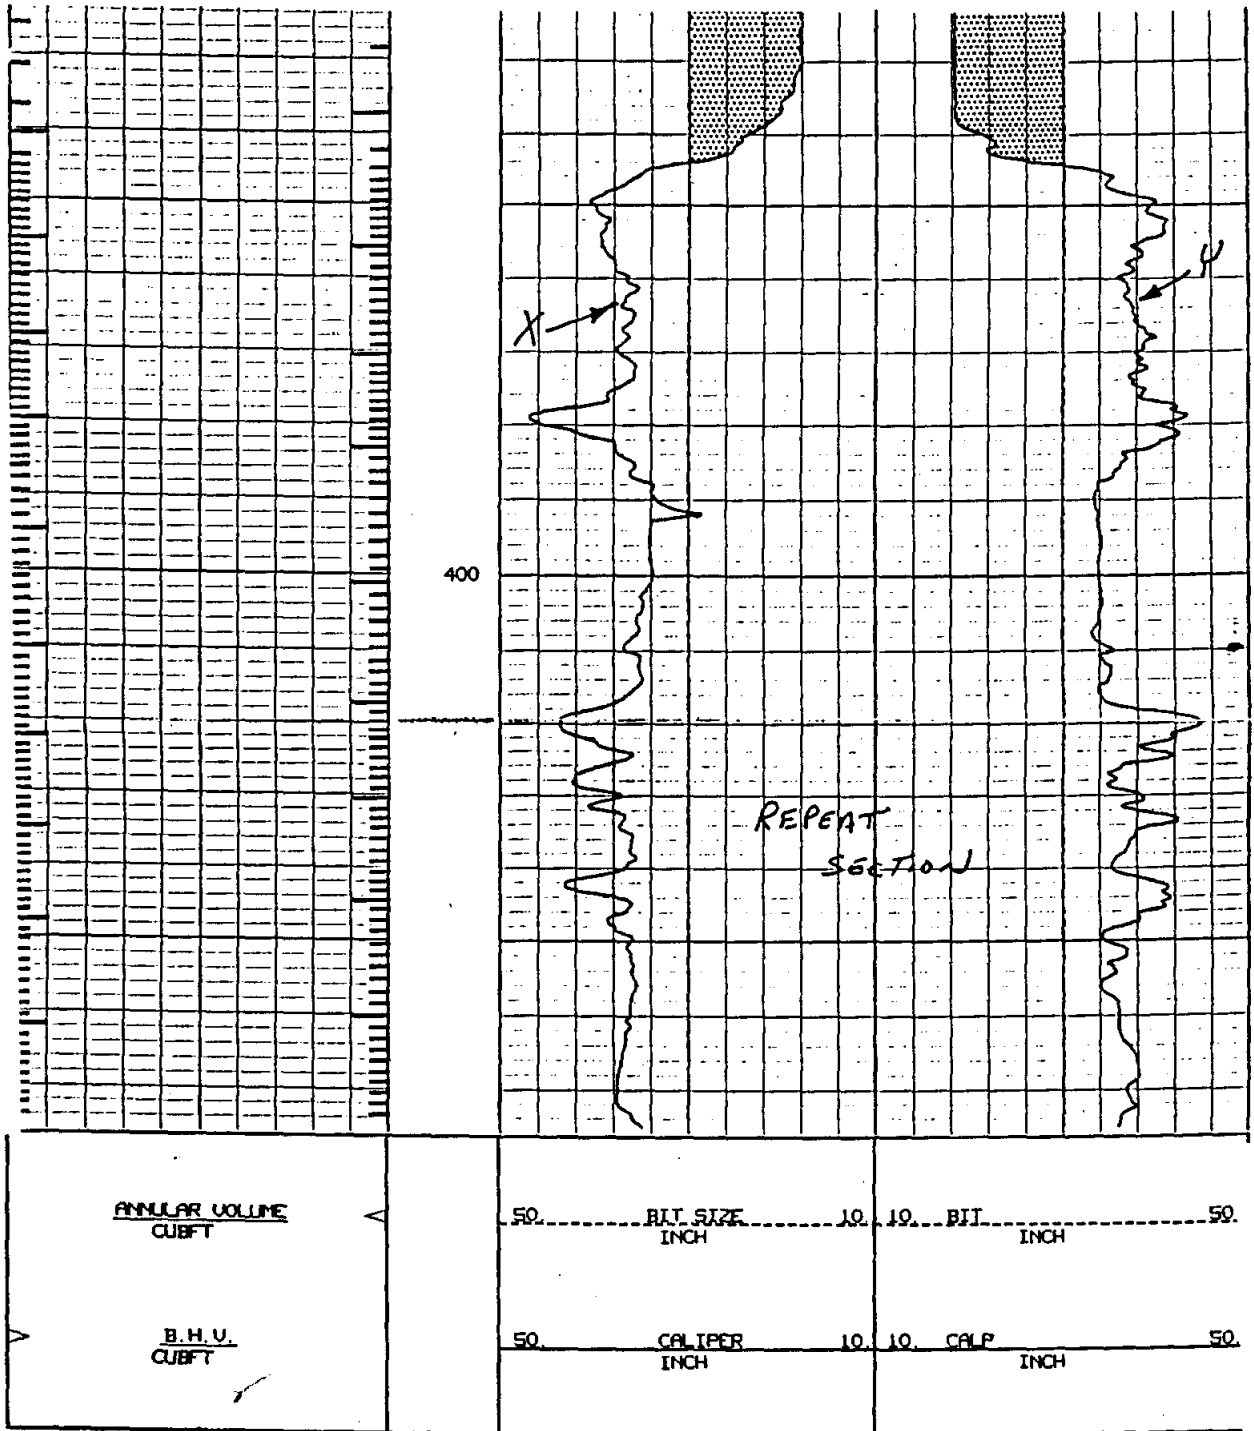 X
Y
400
REPEAT
SECTION
ANNULAR VOLUME
CUBFT
50. BIT SIZE 10. 10. BIT 50.
INCH INCH
B.H.V.
CUBFT
50. CALIPER 10. 10. CALP 50.
INCH INCH